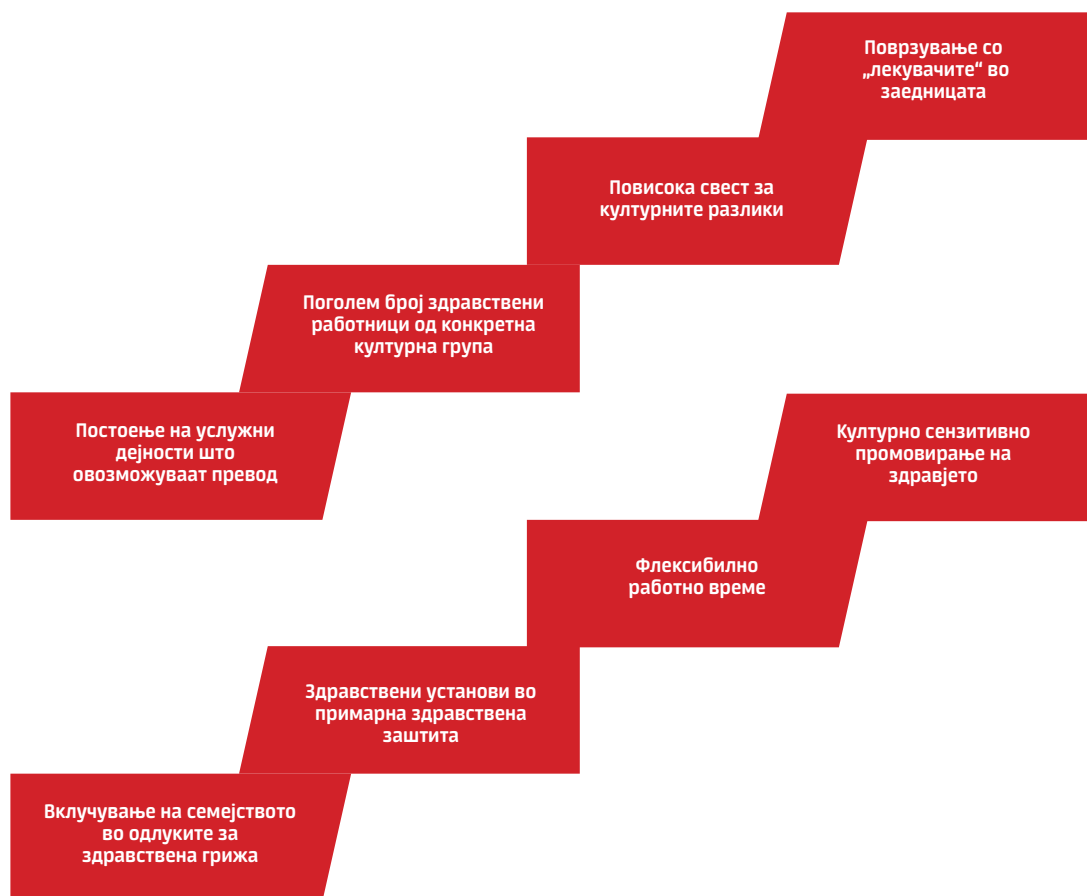 Поврзување со
„лекувачите“ во
заедницата
Повисока свест за
културните разлики
Поголем број здравствени
работници од конкретна
културна група
Постоење на услужни
дејности што
овозможуваат превод
Културно сензитивно
промовирање на
здравјето
Флексибилно
работно време
Здравствени установи во
примарна здравствена
заштита
Вклучување на семејството
во одлуките за
здравствена грижа